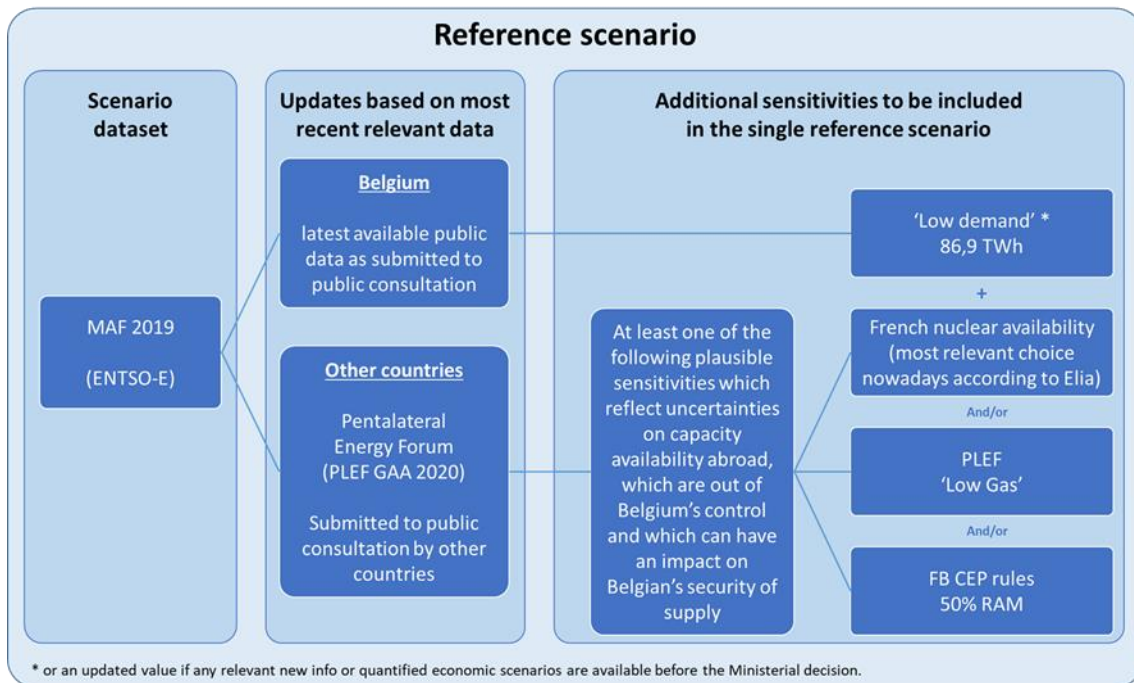 Reference scenario
Scenario
dataset
MAF 2019
(ENTSO-E)
Updates based on most
recent relevant data
Belgium
latest available public
data as submitted to
public consultation
Other countries
Pentalateral
Energy Forum
(PLEF GAA 2020)
Submitted to public
consultation by other
countries
Additional sensitivities to be included
in the single reference scenario
At least one of the
following plausible
sensitivities which
reflect uncertainties
on capacity
availability abroad,
which are out of
Belgium's control
and which can have
an impact on
Belgian's security of
supply
'Low demand' *
86,9 TWh
+
French nuclear availability
(most relevant choice
nowadays according to Elia)
And/or
PLEF
'Low Gas'
And/or
FB CEP rules
50% RAM
* or an updated value if any relevant new info or quantified economic scenarios are available before the Ministerial decision.